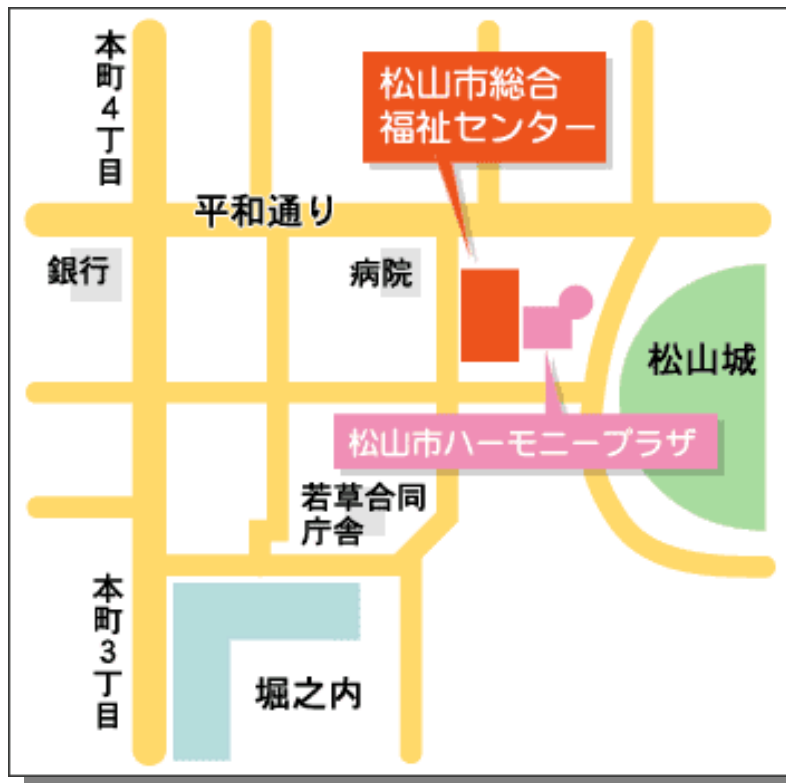 本町4丁目
松山市総合
福祉センター
平和通り
銀行
病院
松山城
松山市ハーモニープラザ
若草合同
庁舎
本町3丁目
堀之内